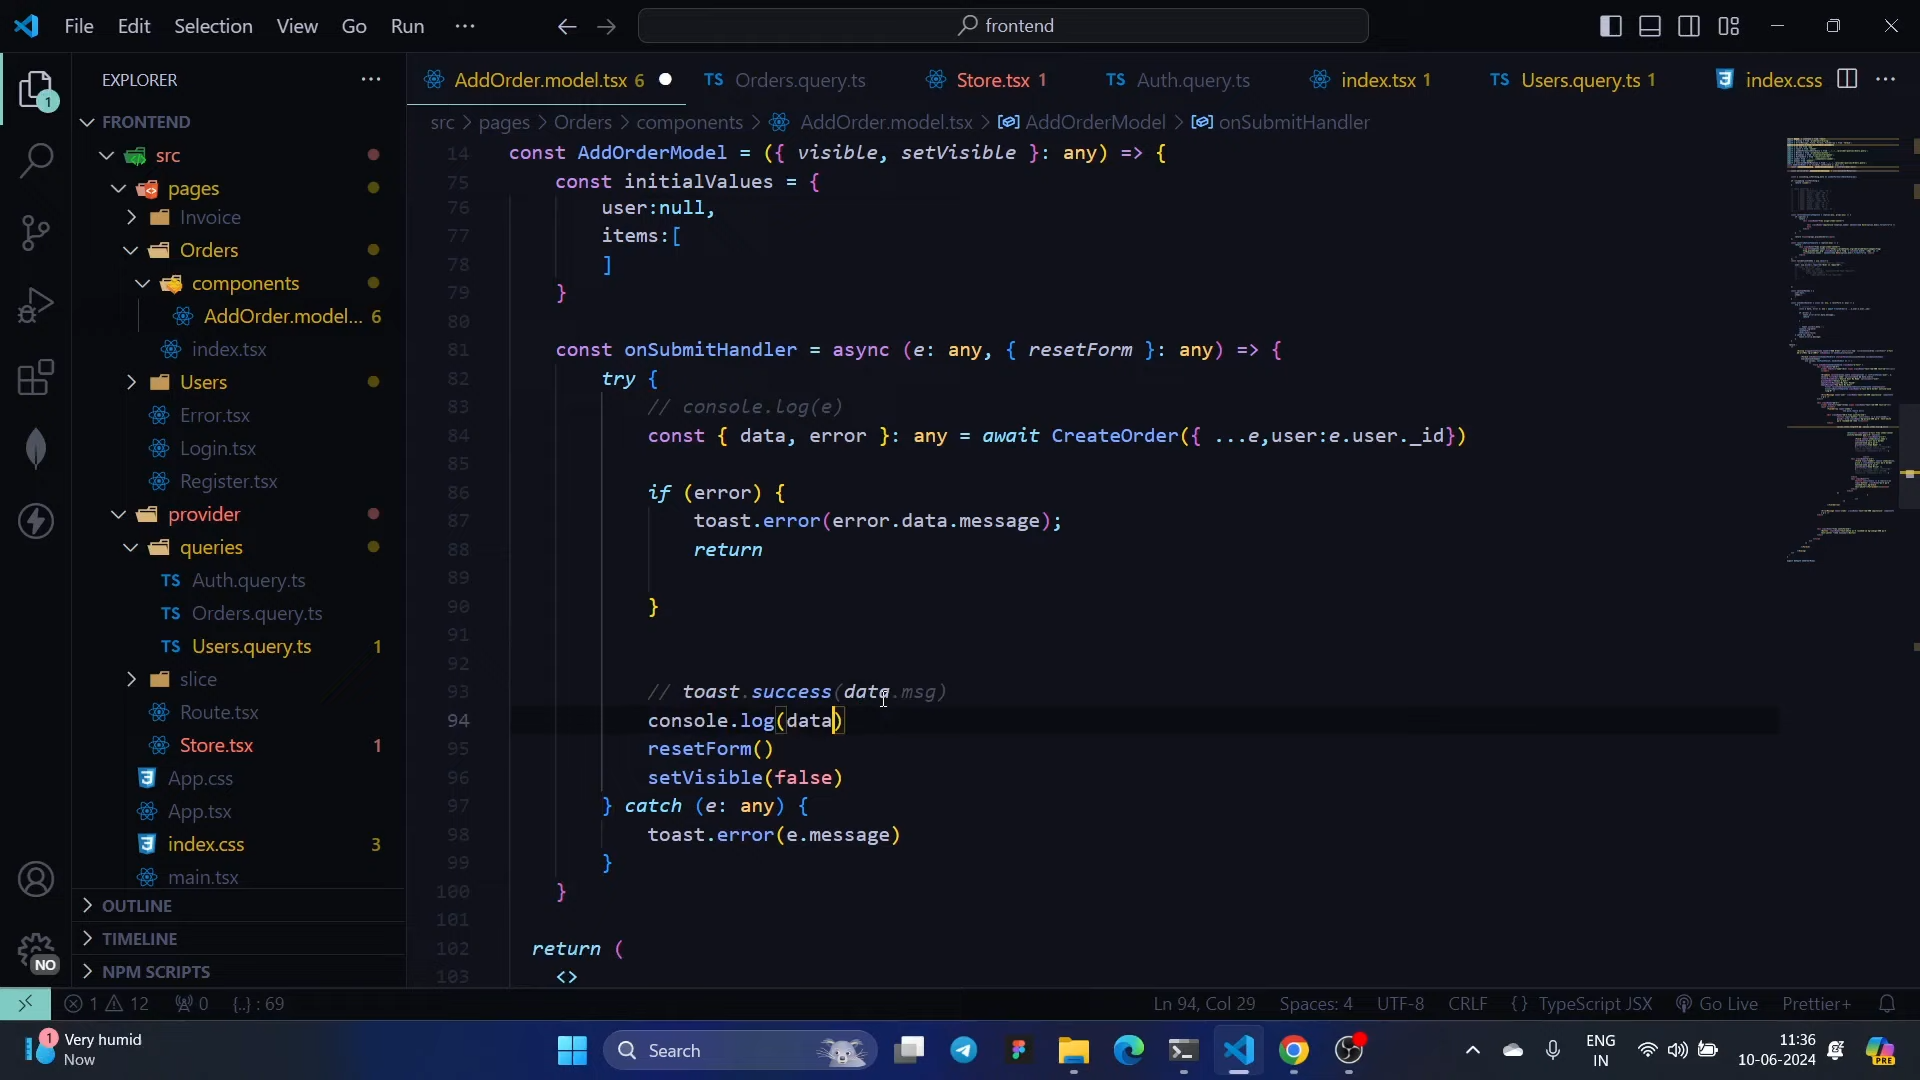 File Edit Selection View Go Run ···
frontend
EXPLORER
AddOrder.model.tsx 6
Orders.query.ts
Store.tsx 1
Auth.query.ts
index.tsx 1
Users.query.ts 1
index.css
1
FRONTEND
src
pages
Invoice
Orders
components
AddOrder.model... 6
index.tsx
Users
Error.tsx
Login.tsx
Register.tsx
provider
queries
Auth.query.ts
Orders.query.ts
Users.query.ts 1
slice
Route.tsx
Store.tsx 1
App.css
App.tsx
index.css 3
main.tsx
OUTLINE
TIMELINE
NPM SCRIPTS
NO
src > pages > Orders > components > AddOrder.model.tsx > AddOrderModel > onSubmitHandler
14 const AddOrderModel = ({ visible, setVisible }: any) => {
75 const initialValues = {
76 user:null,
77 items:[
78 ]
79 }
80
81 const onSubmitHandler = async (e: any, { resetForm }: any) => {
82 try {
83 // console.log(e)
84 const { data, error }: any = await CreateOrder({ ...e,user:e.user._id})
85
86 if (error) {
87 toast.error(error.data.message);
88 return
89
90 }
91
92
93 // toast.success(data.msg)
94 console.log(data)
95 resetForm()
96 setVisible(false)
97 } catch (e: any) {
98 toast.error(e.message)
99 }
100 }
101
102 return (
103 <>
1 12 0 {..} : 69
Ln 94, Col 29 Spaces: 4 UTF-8 CRLF { } TypeScript JSX Go Live Prettier+
1
Very humid
Now
Search
ENG
IN
11:36
10-06-2024
PRE